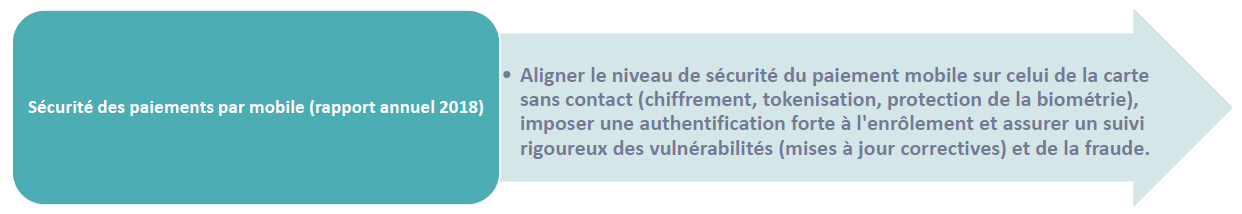 Sécurité des paiements par mobile (rapport annuel 2018)
• Aligner le niveau de sécurité du paiement mobile sur celui de la carte
sans contact (chiffrement, tokenisation, protection de la biométrie),
imposer une authentification forte à l'enrôlement et assurer un suivi
rigoureux des vulnérabilités (mises à jour correctives) et de la fraude.